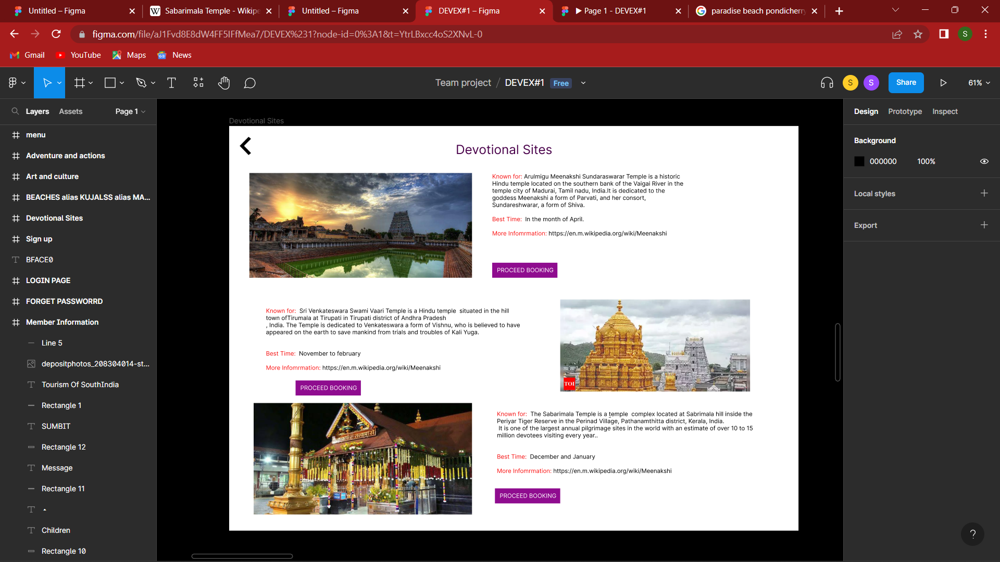 Untitled – Figma
Sabarimala Temple - Wikipe
Untitled – Figma
DEVEX#1 – Figma
▶ Page 1 - DEVEX#1
paradise beach pondicherry
figma.com/file/aJ1Fvd8E8dW4FF5IFfMea7/DEVEX%231?node-id=0%3A1&t=YtrLBxcc4oS2XNvL-0
S
Gmail
YouTube
Maps
News
Team project / DEVEX#1 Free
S
S
Share
61%
Layers
Assets
Page 1
Design
Prototype
Inspect
menu
Adventure and actions
Art and culture
BEACHES alias KUJALSS alias MA...
Devotional Sites
Sign up
BFACE0
LOGIN PAGE
FORGET PASSWORRD
Member Information
Line 5
depositphotos_208304014-st...
Tourism Of SouthIndia
Rectangle 1
SUMBIT
Rectangle 12
Message
Rectangle 11
Children
Rectangle 10
Devotional Sites
Devotional Sites
Known for: Arulmigu Meenakshi Sundaraswarar Temple is a historic
Hindu temple located on the southern bank of the Vaigai River in the
temple city of Madurai, Tamil nadu, India.It is dedicated to the
goddess Meenakshi a form of Parvati, and her consort,
Sundareshwarar, a form of Shiva.
Best Time: In the month of April.
More Infomrmation: https://en.m.wikipedia.org/wiki/Meenakshi
PROCEED BOOKING
Known for: Sri Venkateswara Swami Vaari Temple is a Hindu temple situated in the hill
town ofTirumala at Tirupati in Tirupati district of Andhra Pradesh
, India. The Temple is dedicated to Venkateswara a form of Vishnu, who is believed to have
appeared on the earth to save mankind from trials and troubles of Kali Yuga.
Best Time: November to february
More Infomrmation: https://en.m.wikipedia.org/wiki/Meenakshi
PROCEED BOOKING
TOI
तत्त्वमसि
Known for: The Sabarimala Temple is a temple complex located at Sabrimala hill inside the
Periyar Tiger Reserve in the Perinad Village, Pathanamthitta district, Kerala, India.
It is one of the largest annual pilgrimage sites in the world with an estimate of over 10 to 15
million devotees visiting every year..
Best Time: December and January
More Infomrmation: https://en.m.wikipedia.org/wiki/Meenakshi
PROCEED BOOKING
Background
000000
100%
Local styles
Export
?